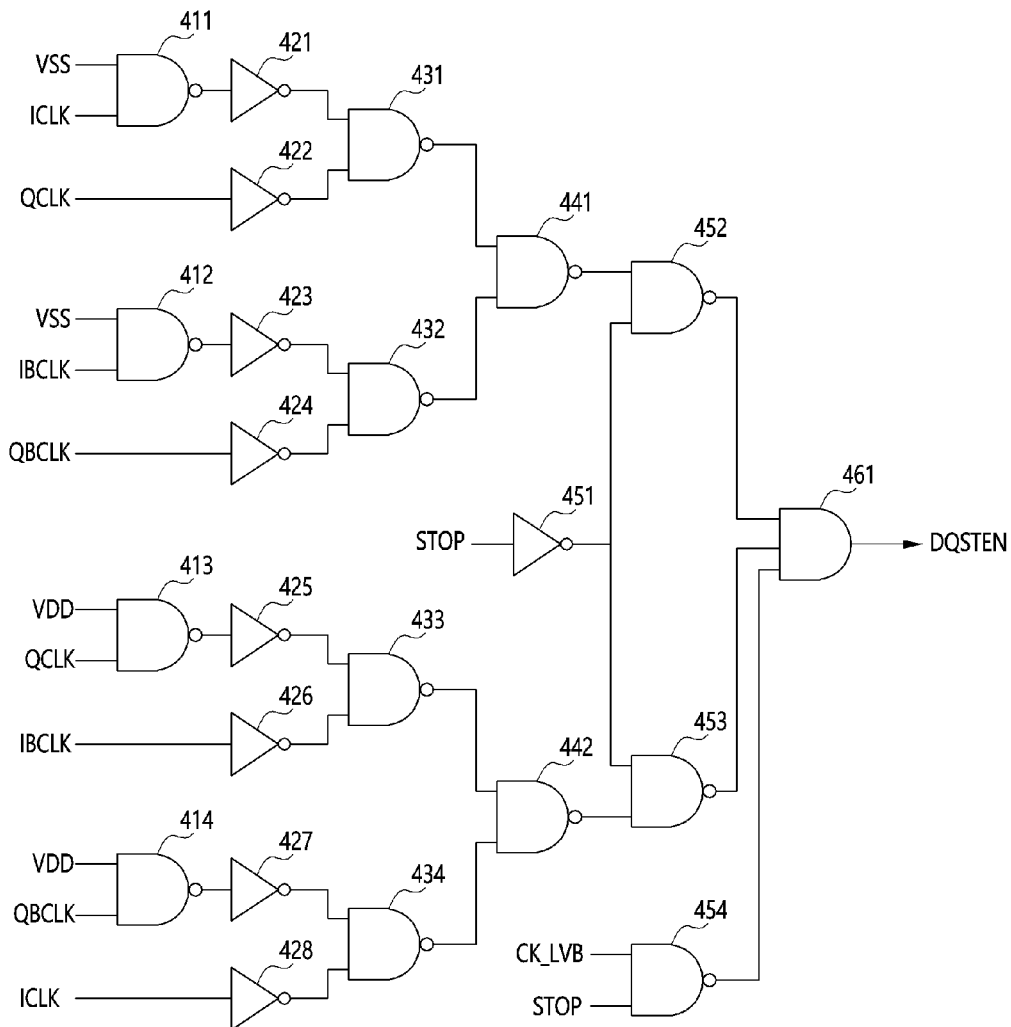 411
VSS
ICLK
421
431
422
QCLK
441
452
412
VSS
IBCLK
423
432
424
QBCLK
451
STOP
461
DQSTEN
413
VDD
QCLK
425
433
426
IBCLK
453
442
414
VDD
QBCLK
427
434
454
CK_LVB
STOP
428
ICLK